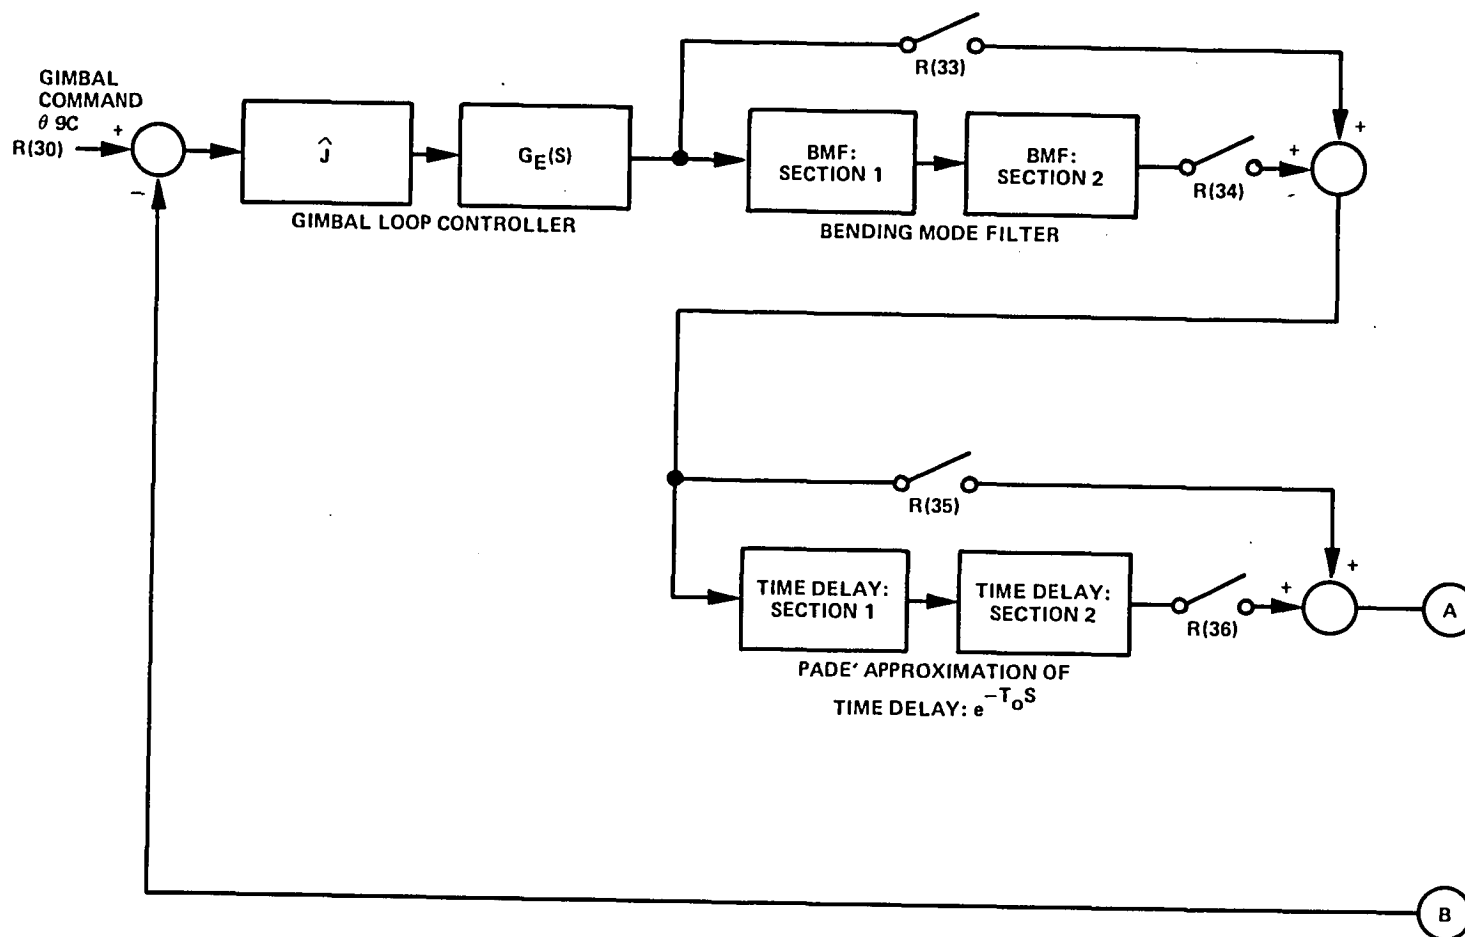 GIMBAL
COMMAND
θ 9C
R(30)
+
-
Ĵ
GE(S)
GIMBAL LOOP CONTROLLER
R(33)
BMF:
SECTION 1
BMF:
SECTION 2
BENDING MODE FILTER
R(34)
+
+
-
R(35)
TIME DELAY:
SECTION 1
TIME DELAY:
SECTION 2
R(36)
+
+
A
PADE′ APPROXIMATION OF
TIME DELAY: e^−ToS
B